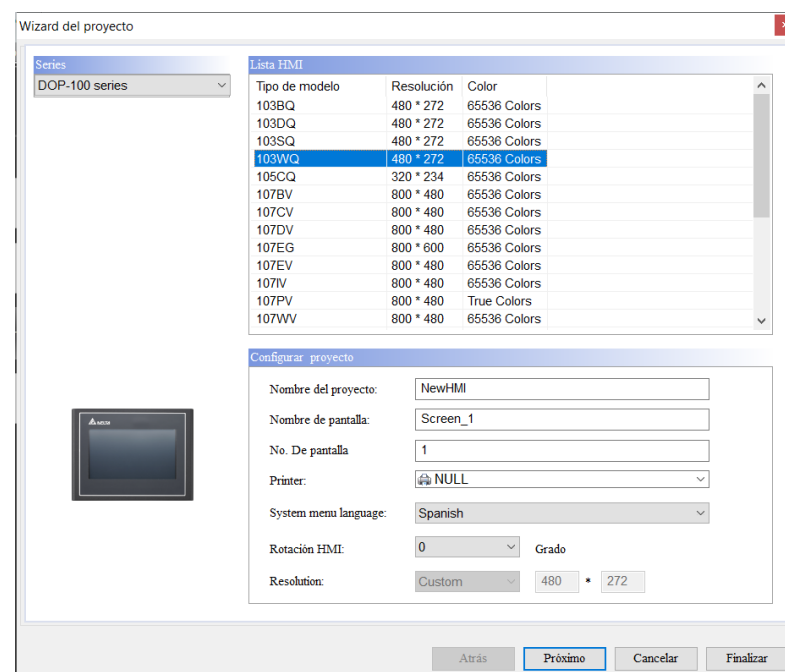 Wizard del proyecto
Series
DOP-100 series
Lista HMI
Tipo de modelo Resolución Color
103BQ 480 * 272 65536 Colors
103DQ 480 * 272 65536 Colors
103SQ 480 * 272 65536 Colors
103WQ 480 * 272 65536 Colors
105CQ 320 * 234 65536 Colors
107BV 800 * 480 65536 Colors
107CV 800 * 480 65536 Colors
107DV 800 * 480 65536 Colors
107EG 800 * 600 65536 Colors
107EV 800 * 480 65536 Colors
107IV 800 * 480 65536 Colors
107PV 800 * 480 True Colors
107WV 800 * 480 65536 Colors
Configurar proyecto
Nombre del proyecto: NewHMI
Nombre de pantalla: Screen_1
No. De pantalla 1
Printer: NULL
System menu language: Spanish
Rotación HMI: 0 Grado
Resolution: Custom 480 * 272
DELTA
Atrás Próximo Cancelar Finalizar